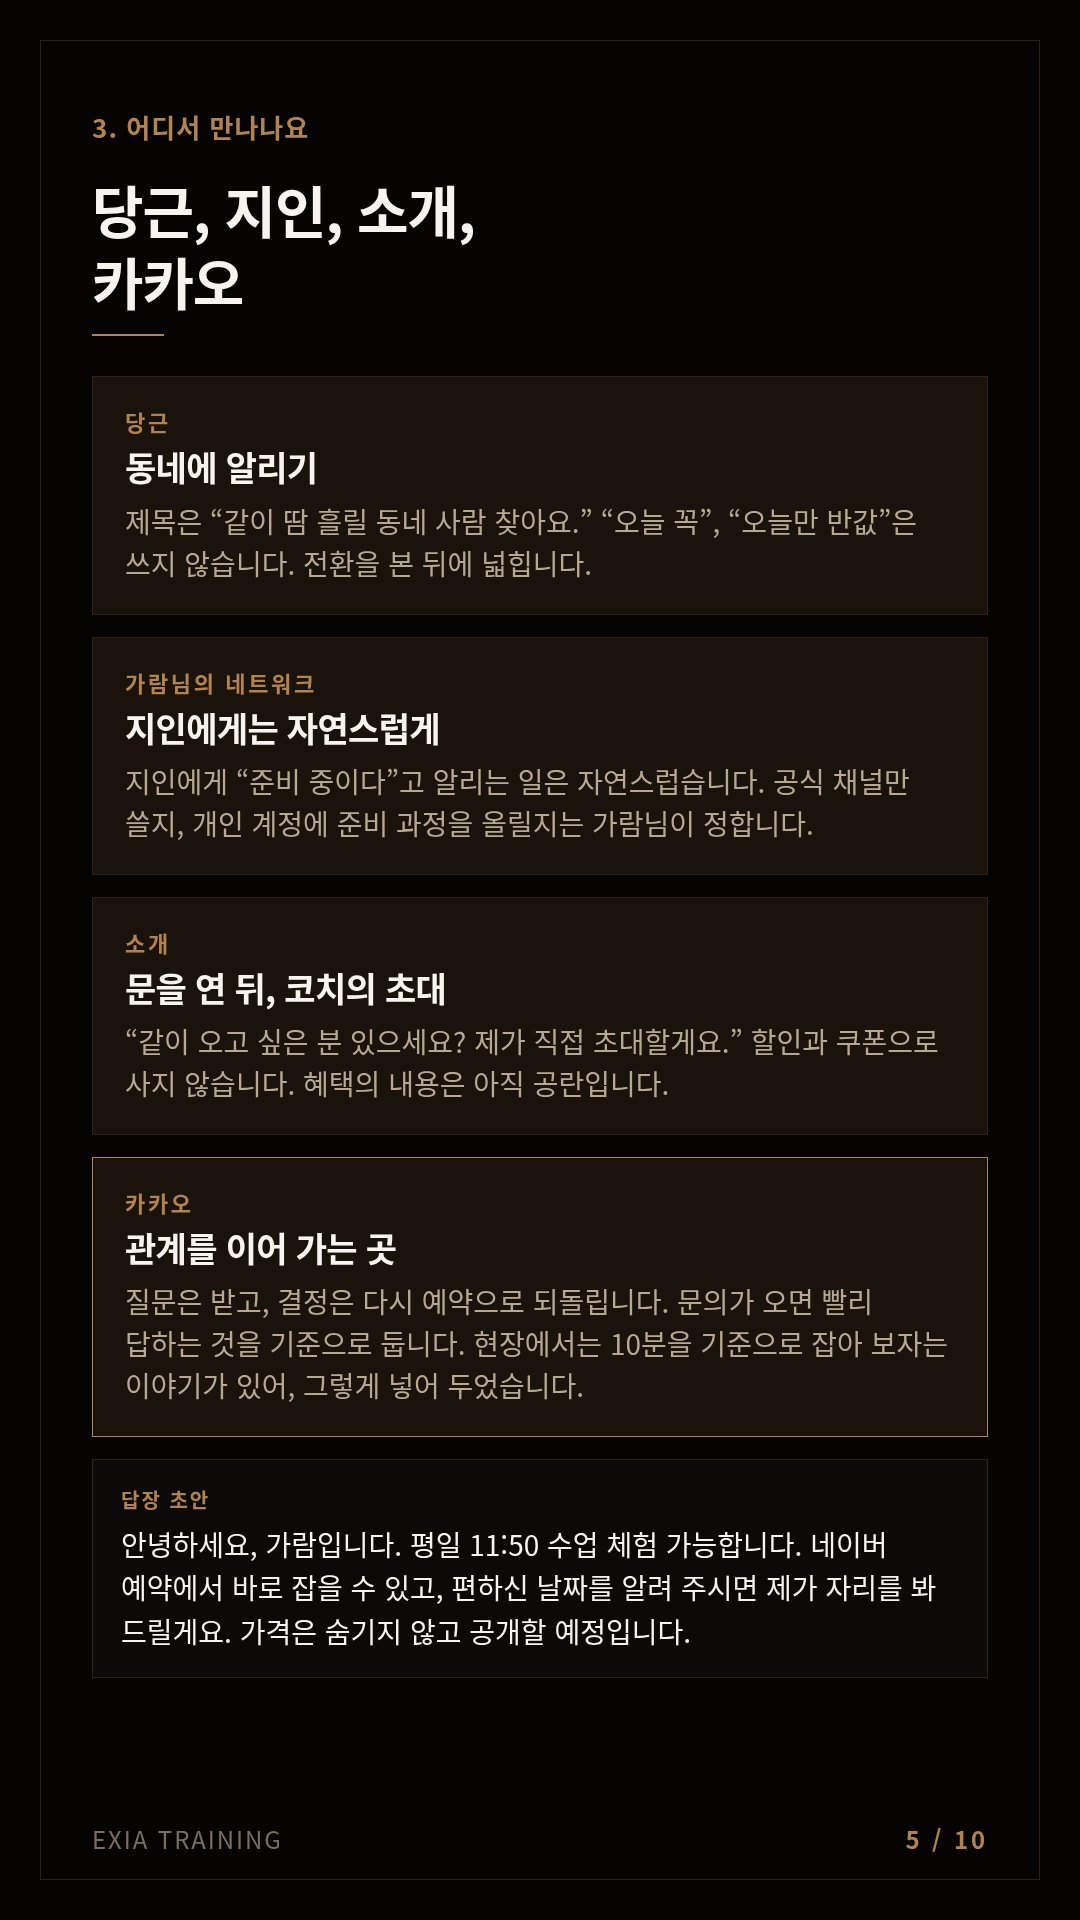 3. 어디서 만나나요
당근, 지인, 소개,
카카오
당근
동네에 알리기
제목은 “같이 땀 흘릴 동네 사람 찾아요.” “오늘 꼭”, “오늘만 반값”은
쓰지 않습니다. 전환을 본 뒤에 넓힙니다.
가람님의 네트워크
지인에게는 자연스럽게
지인에게 “준비 중이다”고 알리는 일은 자연스럽습니다. 공식 채널만
쓸지, 개인 계정에 준비 과정을 올릴지는 가람님이 정합니다.
소개
문을 연 뒤, 코치의 초대
“같이 오고 싶은 분 있으세요? 제가 직접 초대할게요.” 할인과 쿠폰으로
사지 않습니다. 혜택의 내용은 아직 공란입니다.
카카오
관계를 이어 가는 곳
질문은 받고, 결정은 다시 예약으로 되돌립니다. 문의가 오면 빨리
답하는 것을 기준으로 둡니다. 현장에서는 10분을 기준으로 잡아 보자는
이야기가 있어, 그렇게 넣어 두었습니다.
답장 초안
안녕하세요, 가람입니다. 평일 11:50 수업 체험 가능합니다. 네이버
예약에서 바로 잡을 수 있고, 편하신 날짜를 알려 주시면 제가 자리를 봐
드릴게요. 가격은 숨기지 않고 공개할 예정입니다.
EXIA TRAINING
5 / 10